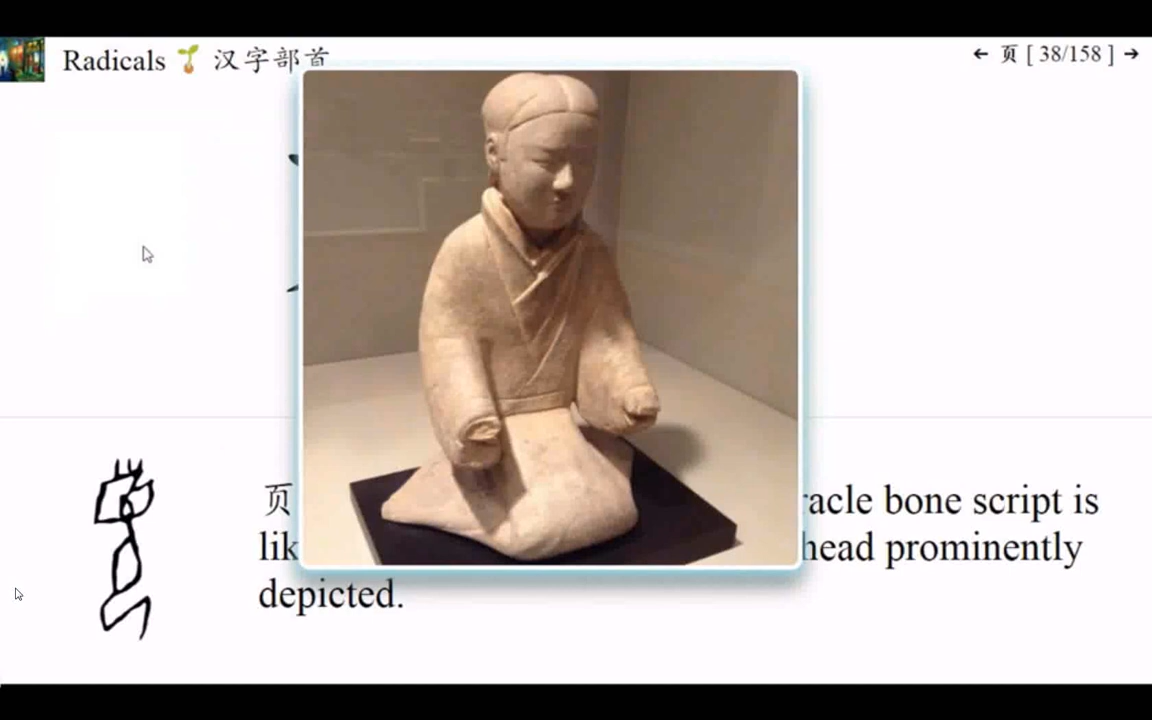 Radicals 汉字部首
← 页 [ 38/158 ] →
页 racle bone script is
lik head prominently
depicted.